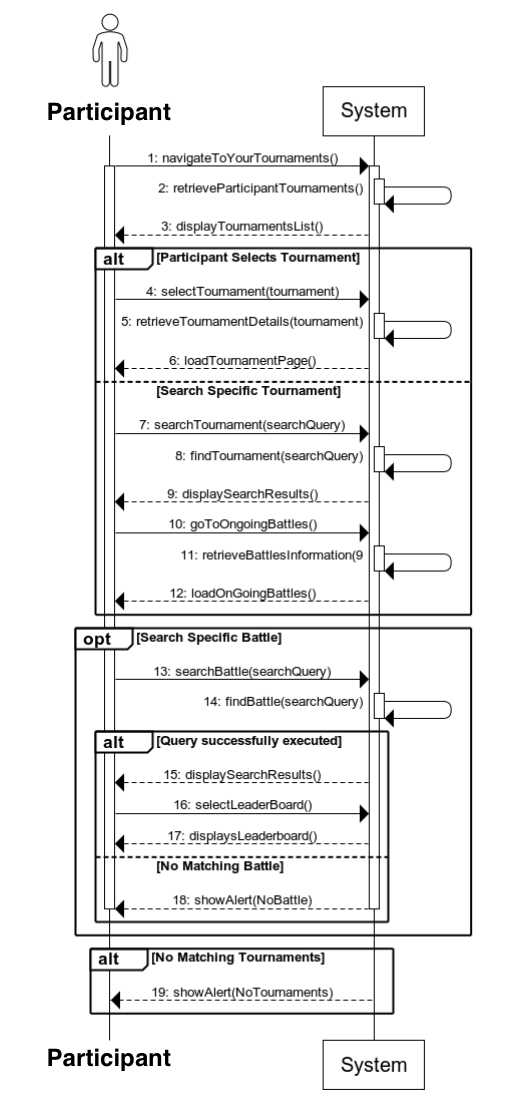 Participant
System
1: navigateToYourTournaments()
2: retrieveParticipantTournaments()
3: displayTournamentsList()
alt [Participant Selects Tournament]
4: selectTournament(tournament)
5: retrieveTournamentDetails(tournament)
6: loadTournamentPage()
[Search Specific Tournament]
7: searchTournament(searchQuery)
8: findTournament(searchQuery)
9: displaySearchResults()
10: goToOngoingBattles()
11: retrieveBattlesInformation(9
12: loadOnGoingBattles()
opt [Search Specific Battle]
13: searchBattle(searchQuery)
14: findBattle(searchQuery)
alt [Query successfully executed]
15: displaySearchResults()
16: selectLeaderBoard()
17: displaysLeaderboard()
[No Matching Battle]
18: showAlert(NoBattle)
alt [No Matching Tournaments]
19: showAlert(NoTournaments)
Participant
System